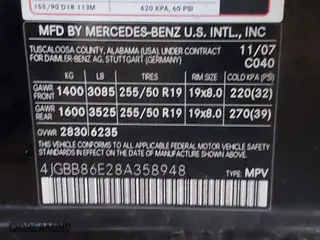 155/90 D18 113M 620 KPA, 60 PSI
MFD BY MERCEDES-BENZ U.S. INTL., INC
TUSCALOOSA COUNTY, ALABAMA (USA), UNDER CONTRACT 11/07
FOR DAIMLER-BENZ AG, STUTTGART (GERMANY) C040
TIRE SIZE RIM SIZE COLD KPA (PSI)
GAWR FRONT 1400 3085 255/50 R19 19x8.0 220(32)
GAWR REAR 1600 3525 255/50 R19 19x8.0 270(39)
GVWR 2830 6235
THIS VEHICLE CONFORMS TO ALL APPLICABLE FEDERAL MOTOR
VEHICLE SAFETY STANDARDS IN EFFECT ON THE DATE OF
MANUFACTURE SHOWN ABOVE.
4JGBB86E28A358948
TYPE: MPV